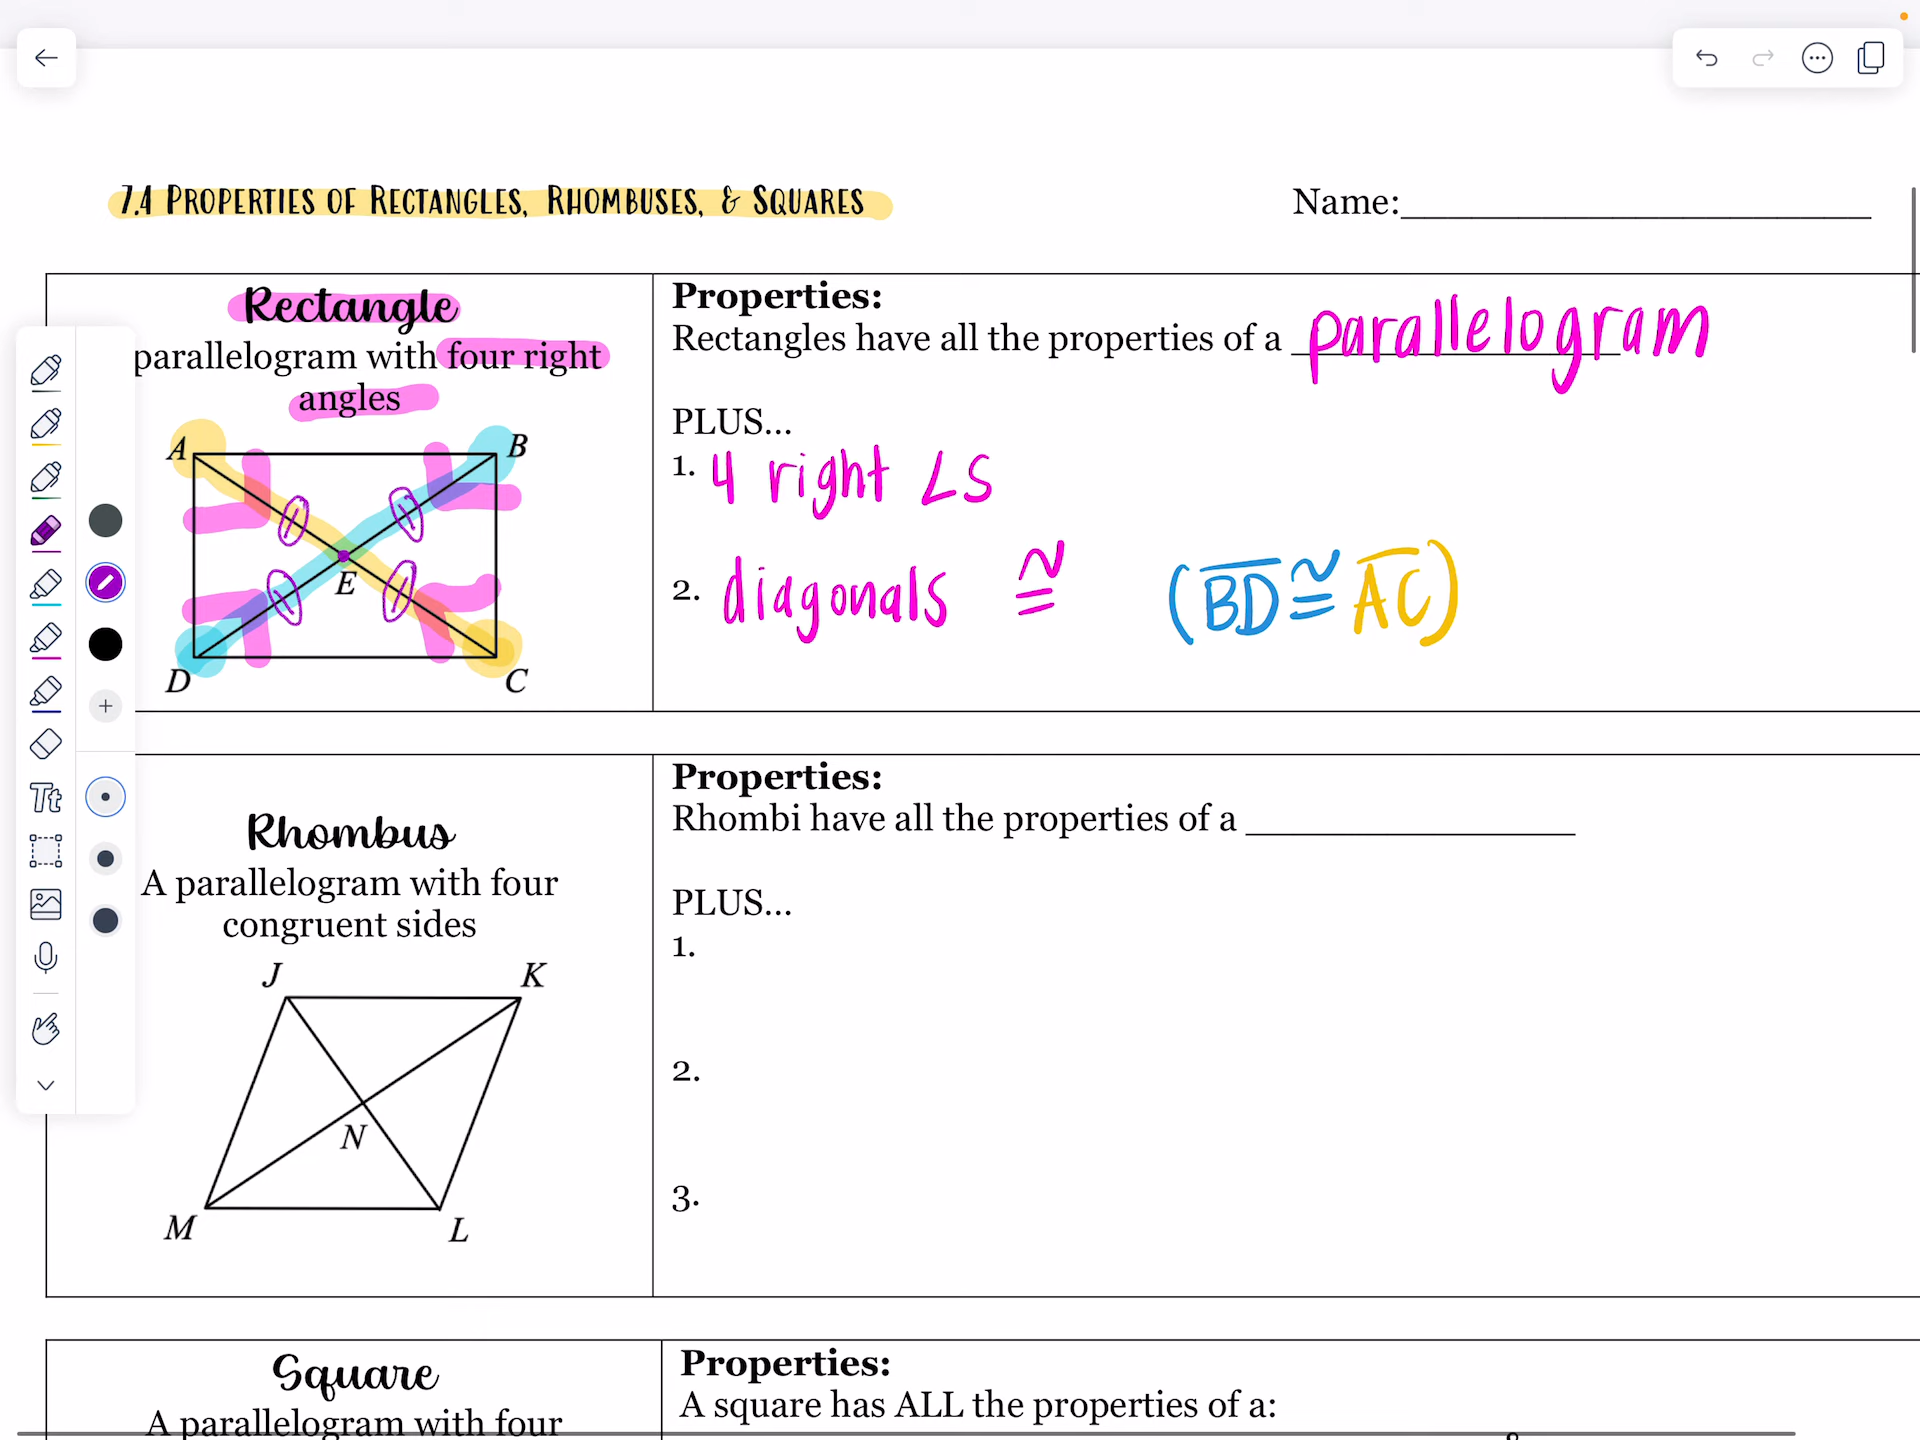 7.4 PROPERTIES OF RECTANGLES, RHOMBUSES, & SQUARES
Name:
Rectangle
parallelogram with four right
angles
A
B
E
D
C
Properties:
Rectangles have all the properties of a parallelogram
PLUS...
1. 4 right ∠S
2. diagonals ≅ (BD ≅ AC)
Rhombus
A parallelogram with four
congruent sides
J
K
N
M
L
Properties:
Rhombi have all the properties of a
PLUS...
1.
2.
3.
Square
A parallelogram with four
Properties:
A square has ALL the properties of a:
Tt